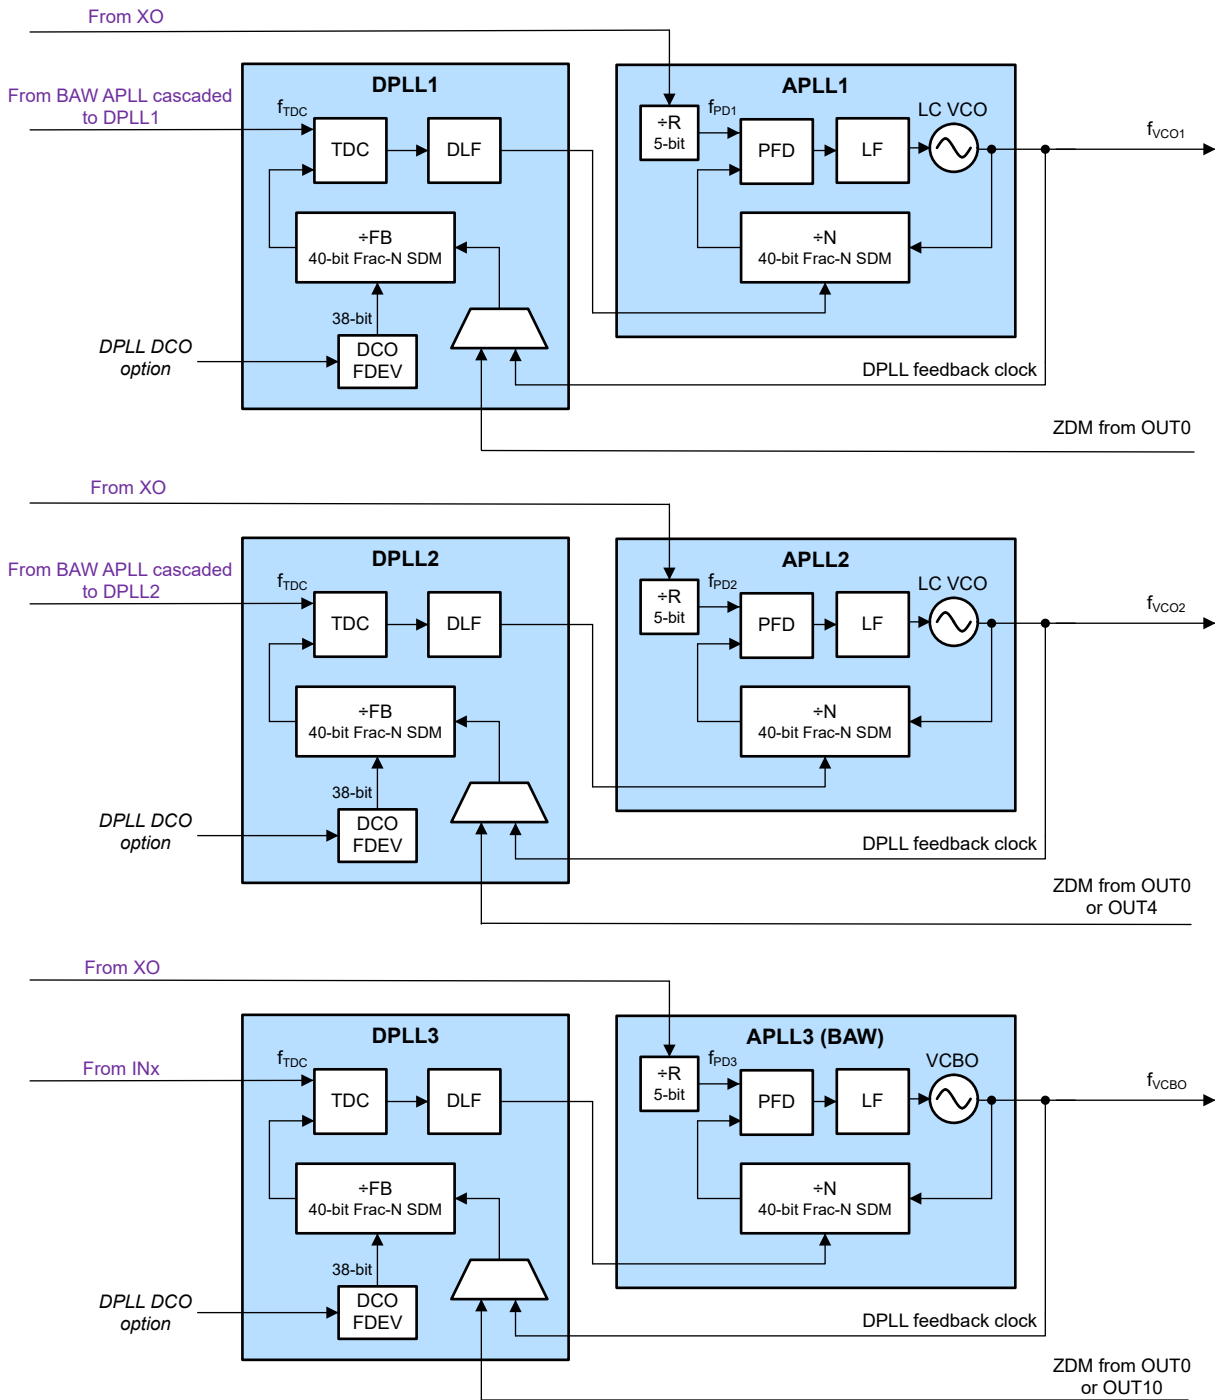 From XO
DPLL1
APLL1
From BAW APLL cascaded
to DPLL1
fTDC
TDC
DLF
÷R
5-bit
fPD1
PFD
LF
LC VCO
fVCO1
÷FB
40-bit Frac-N SDM
÷N
40-bit Frac-N SDM
38-bit
DPLL DCO
option
DCO
FDEV
DPLL feedback clock
ZDM from OUT0
From XO
DPLL2
APLL2
From BAW APLL cascaded
to DPLL2
fTDC
TDC
DLF
÷R
5-bit
fPD2
PFD
LF
LC VCO
fVCO2
÷FB
40-bit Frac-N SDM
÷N
40-bit Frac-N SDM
38-bit
DPLL DCO
option
DCO
FDEV
DPLL feedback clock
ZDM from OUT0
or OUT4
From XO
DPLL3
APLL3 (BAW)
From INx
fTDC
TDC
DLF
÷R
5-bit
fPD3
PFD
LF
VCBO
fVCBO
÷FB
40-bit Frac-N SDM
÷N
40-bit Frac-N SDM
38-bit
DPLL DCO
option
DCO
FDEV
DPLL feedback clock
ZDM from OUT0
or OUT10